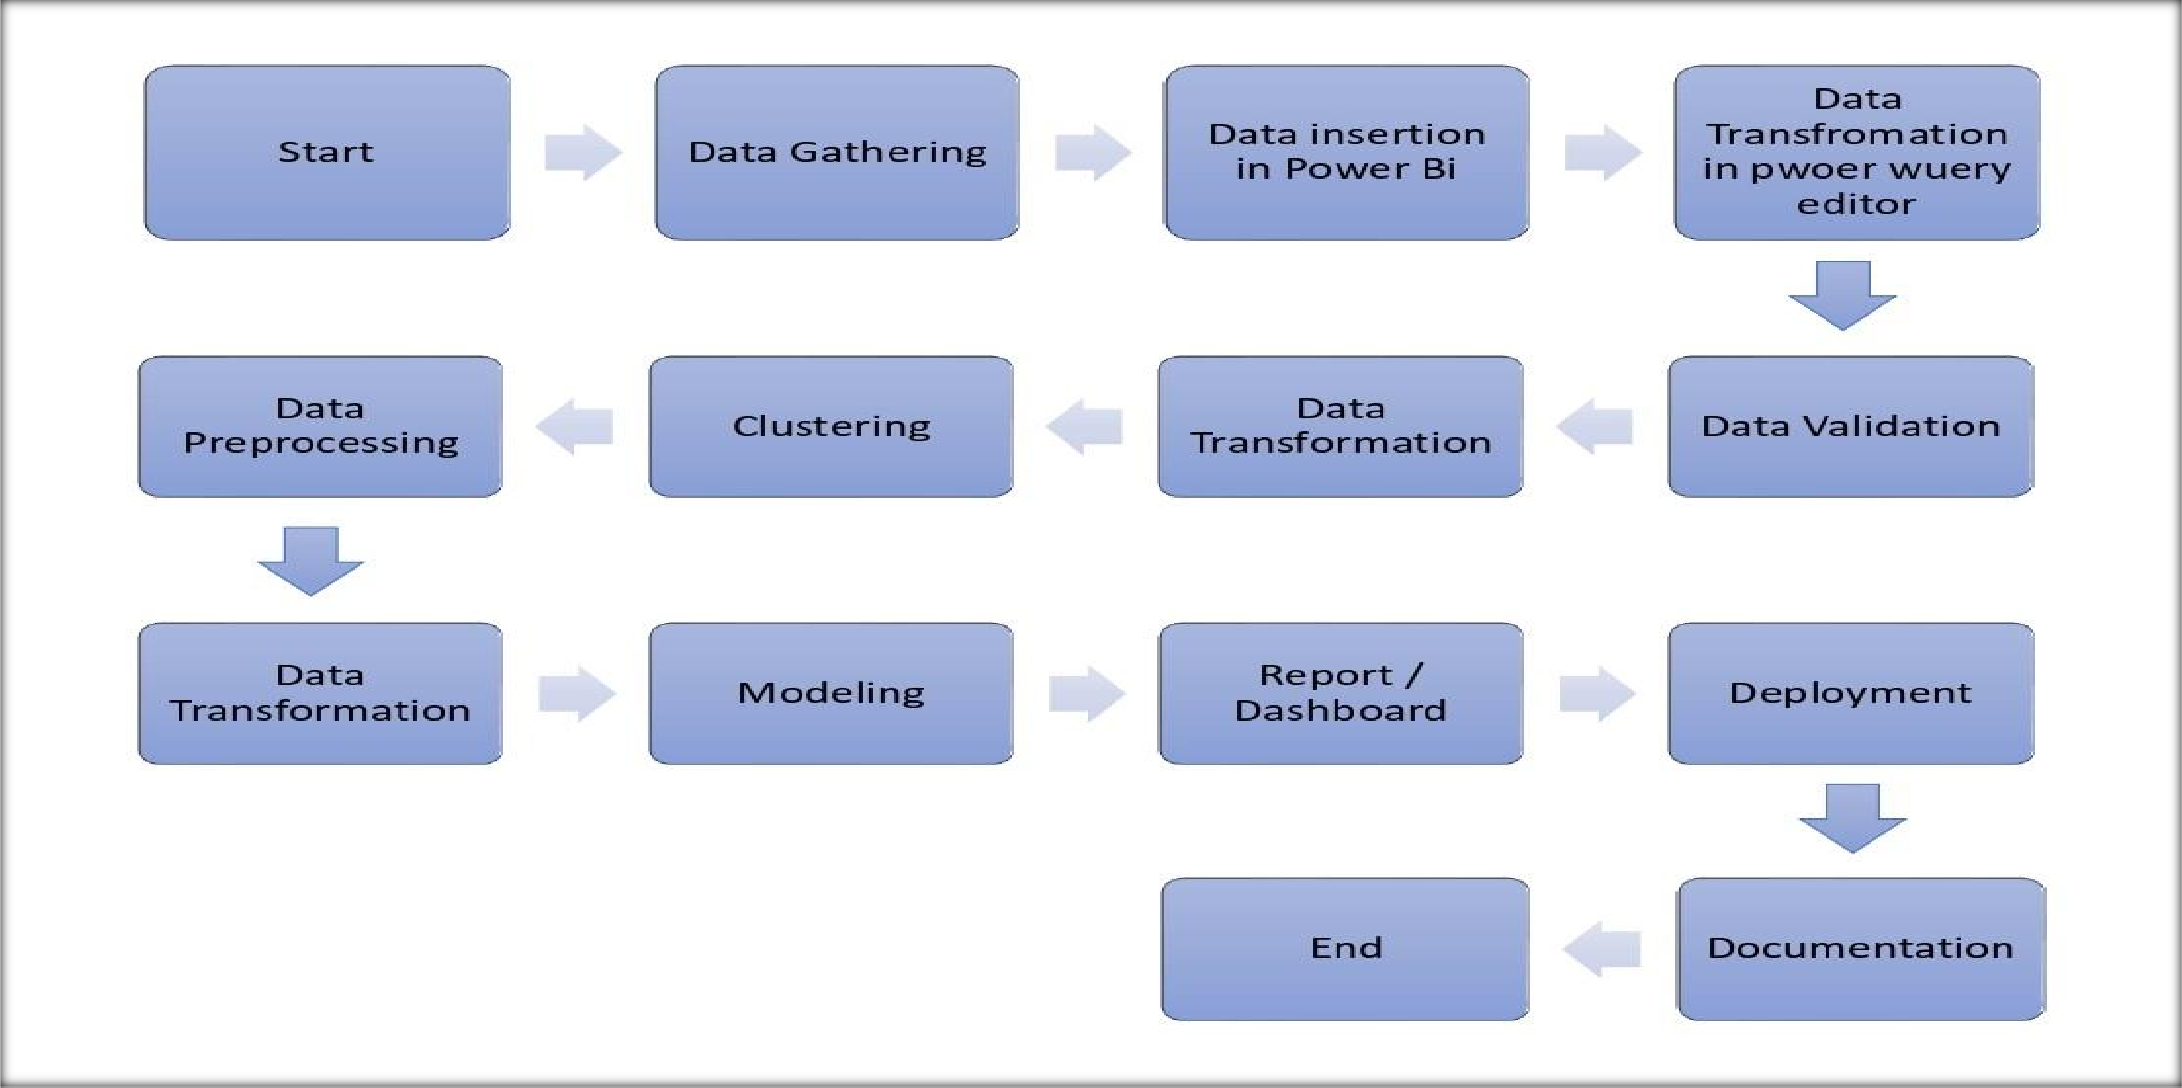 Start
Data Gathering
Data insertion
in Power Bi
Data
Transfromation
in pwoer wuery
editor
Data Validation
Data
Transformation
Clustering
Data
Preprocessing
Data
Transformation
Modeling
Report /
Dashboard
Deployment
Documentation
End